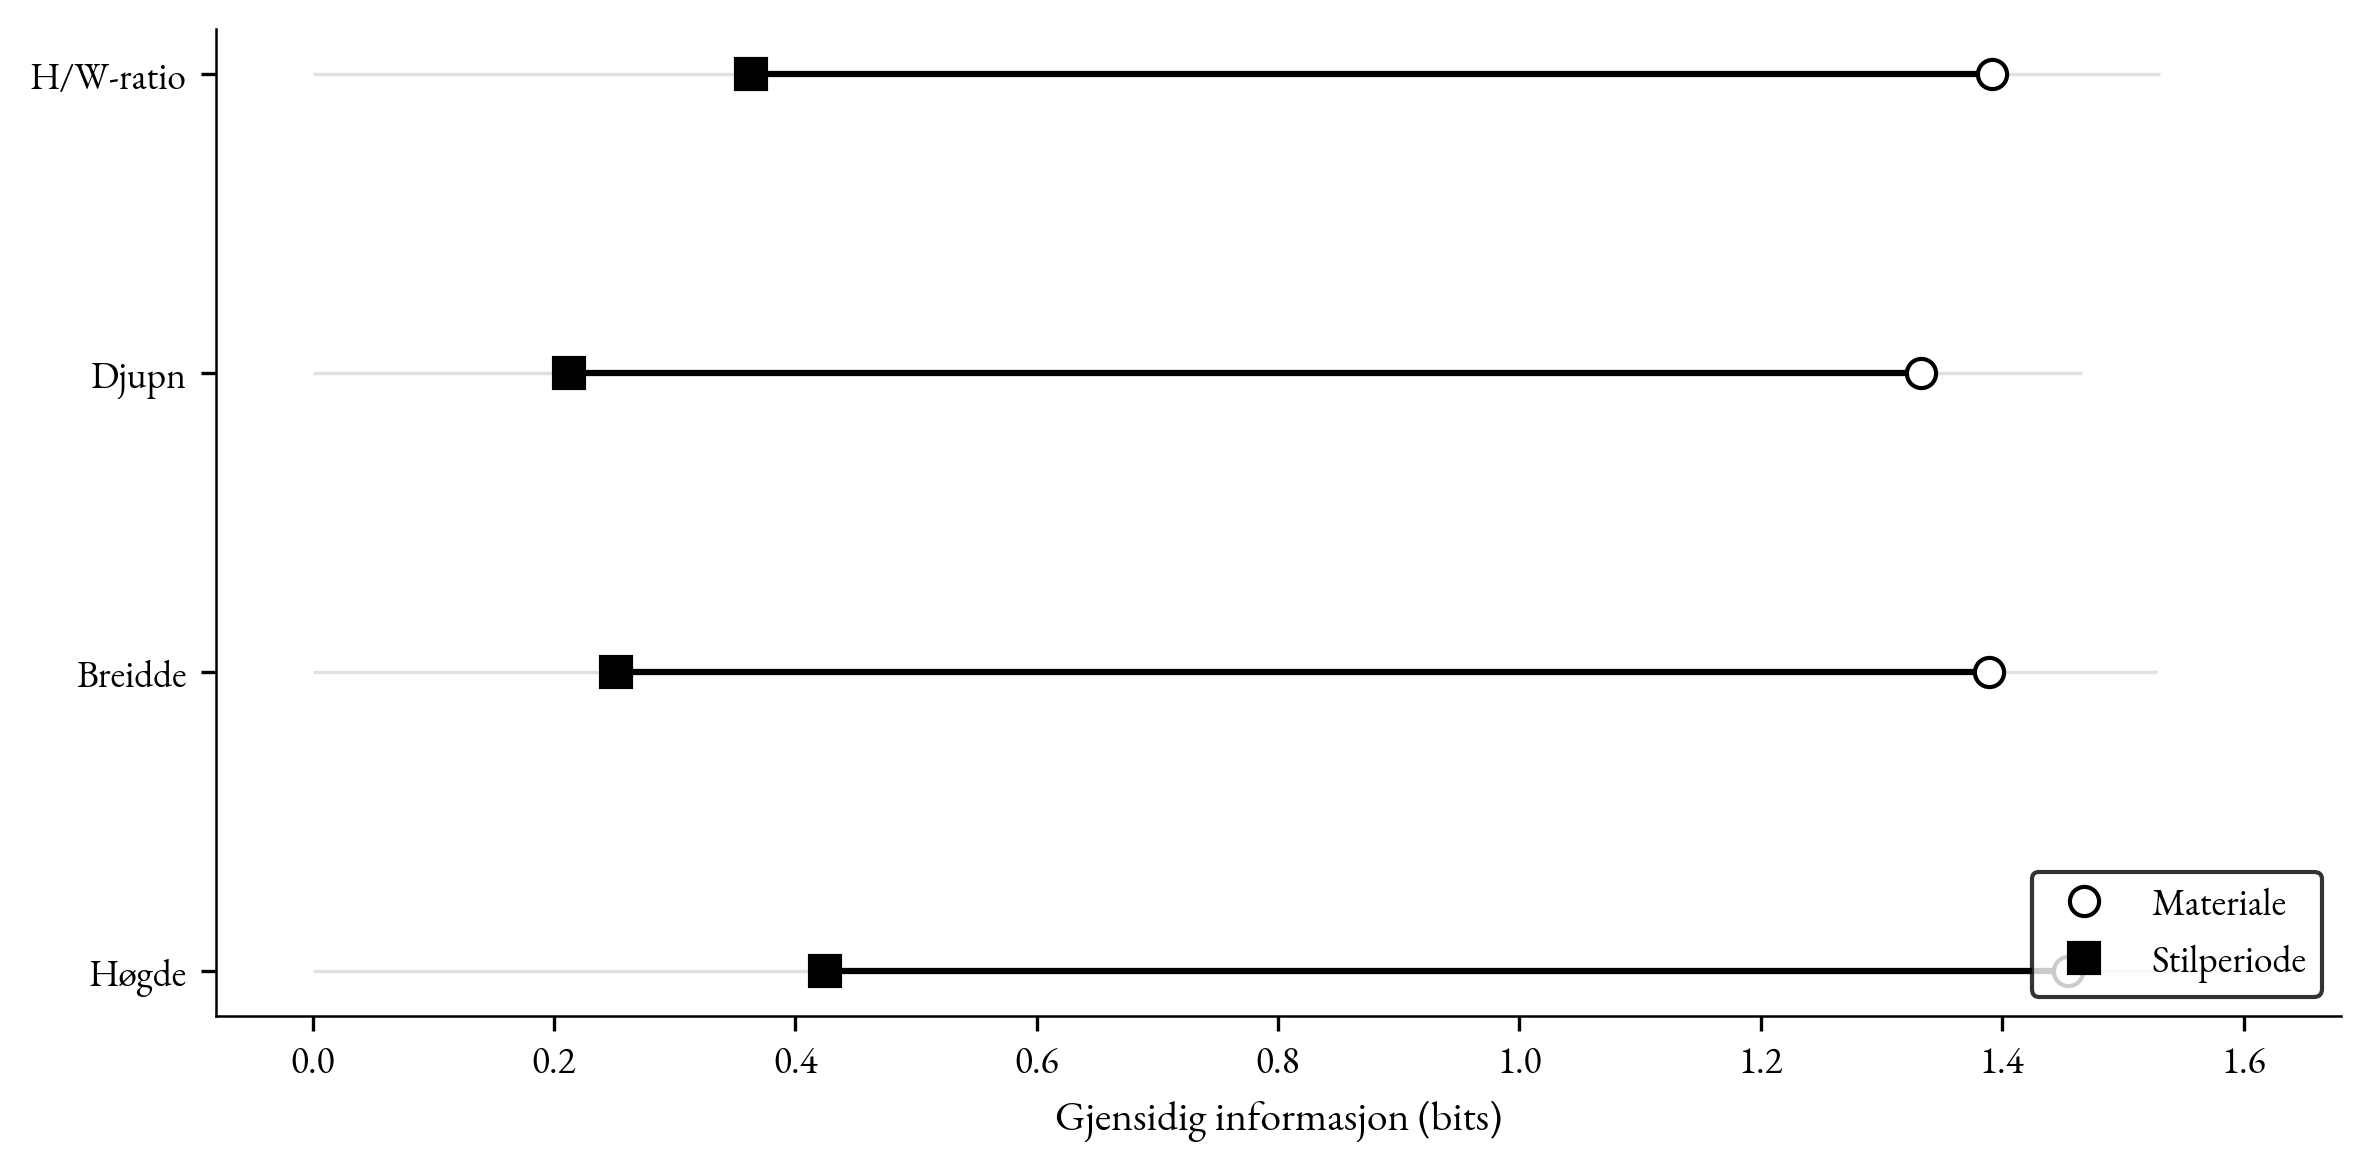 H/W-ratio
Djupn
Breidde
Høgde
Materiale
Stilperiode
0.0 0.2 0.4 0.6 0.8 1.0 1.2 1.4 1.6
Gjensidig informasjon (bits)